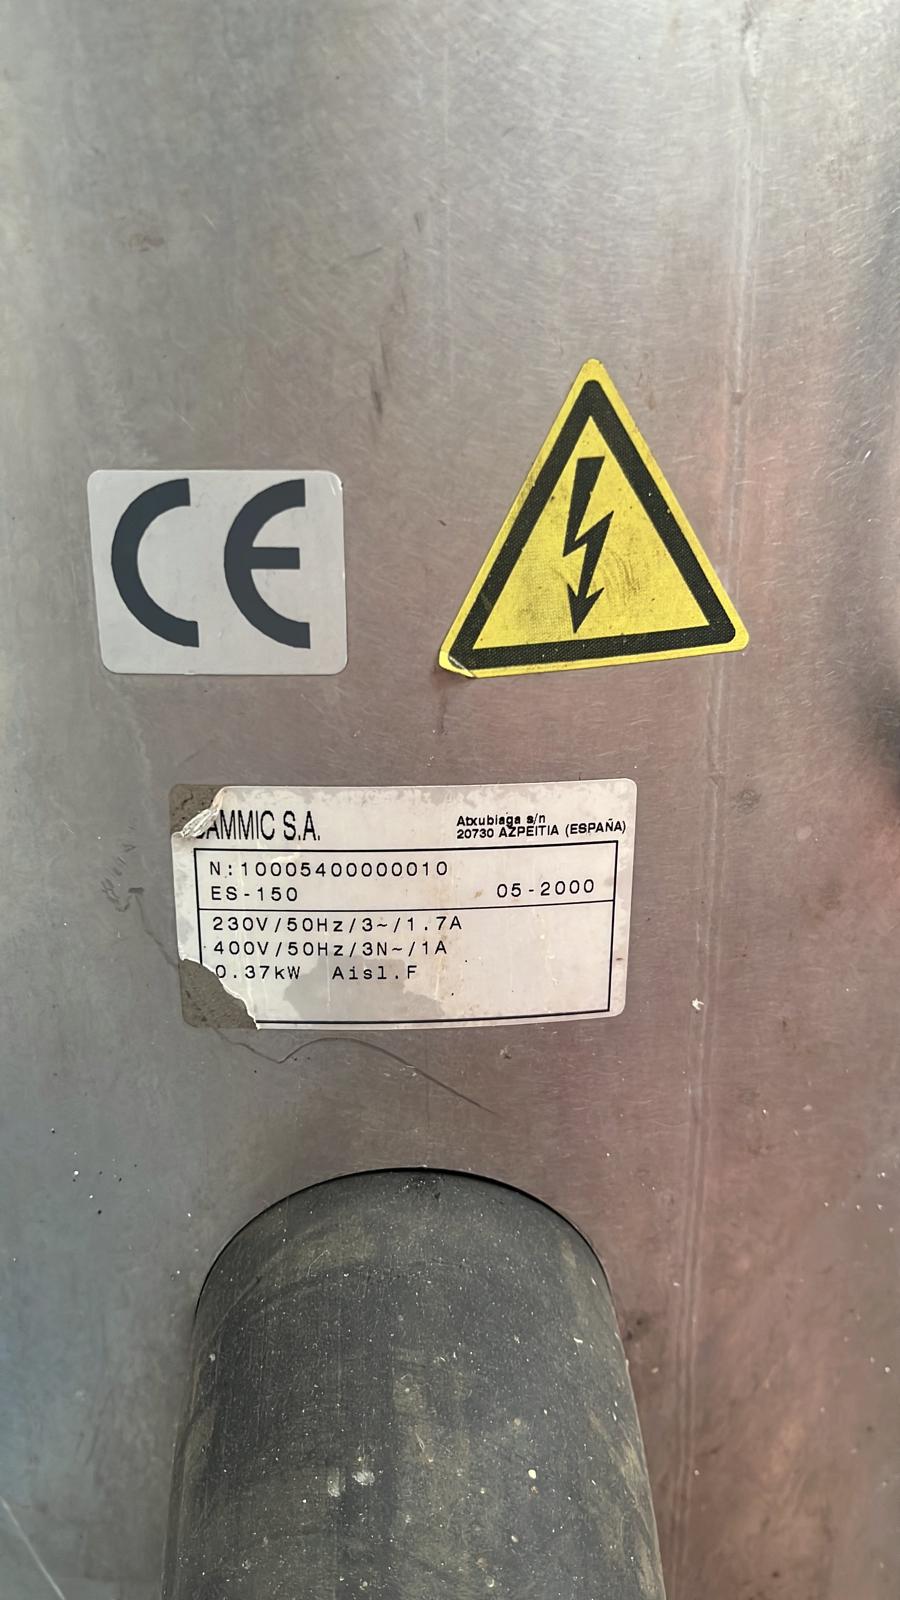 CE
SAMMIC S.A.
Atxubiaga s/n
20730 AZPEITIA (ESPAÑA)
N:10005400000010
ES-150 05-2000
230V/50Hz/3~/1.7A
400V/50Hz/3N~/1A
0.37kW Aisl.F